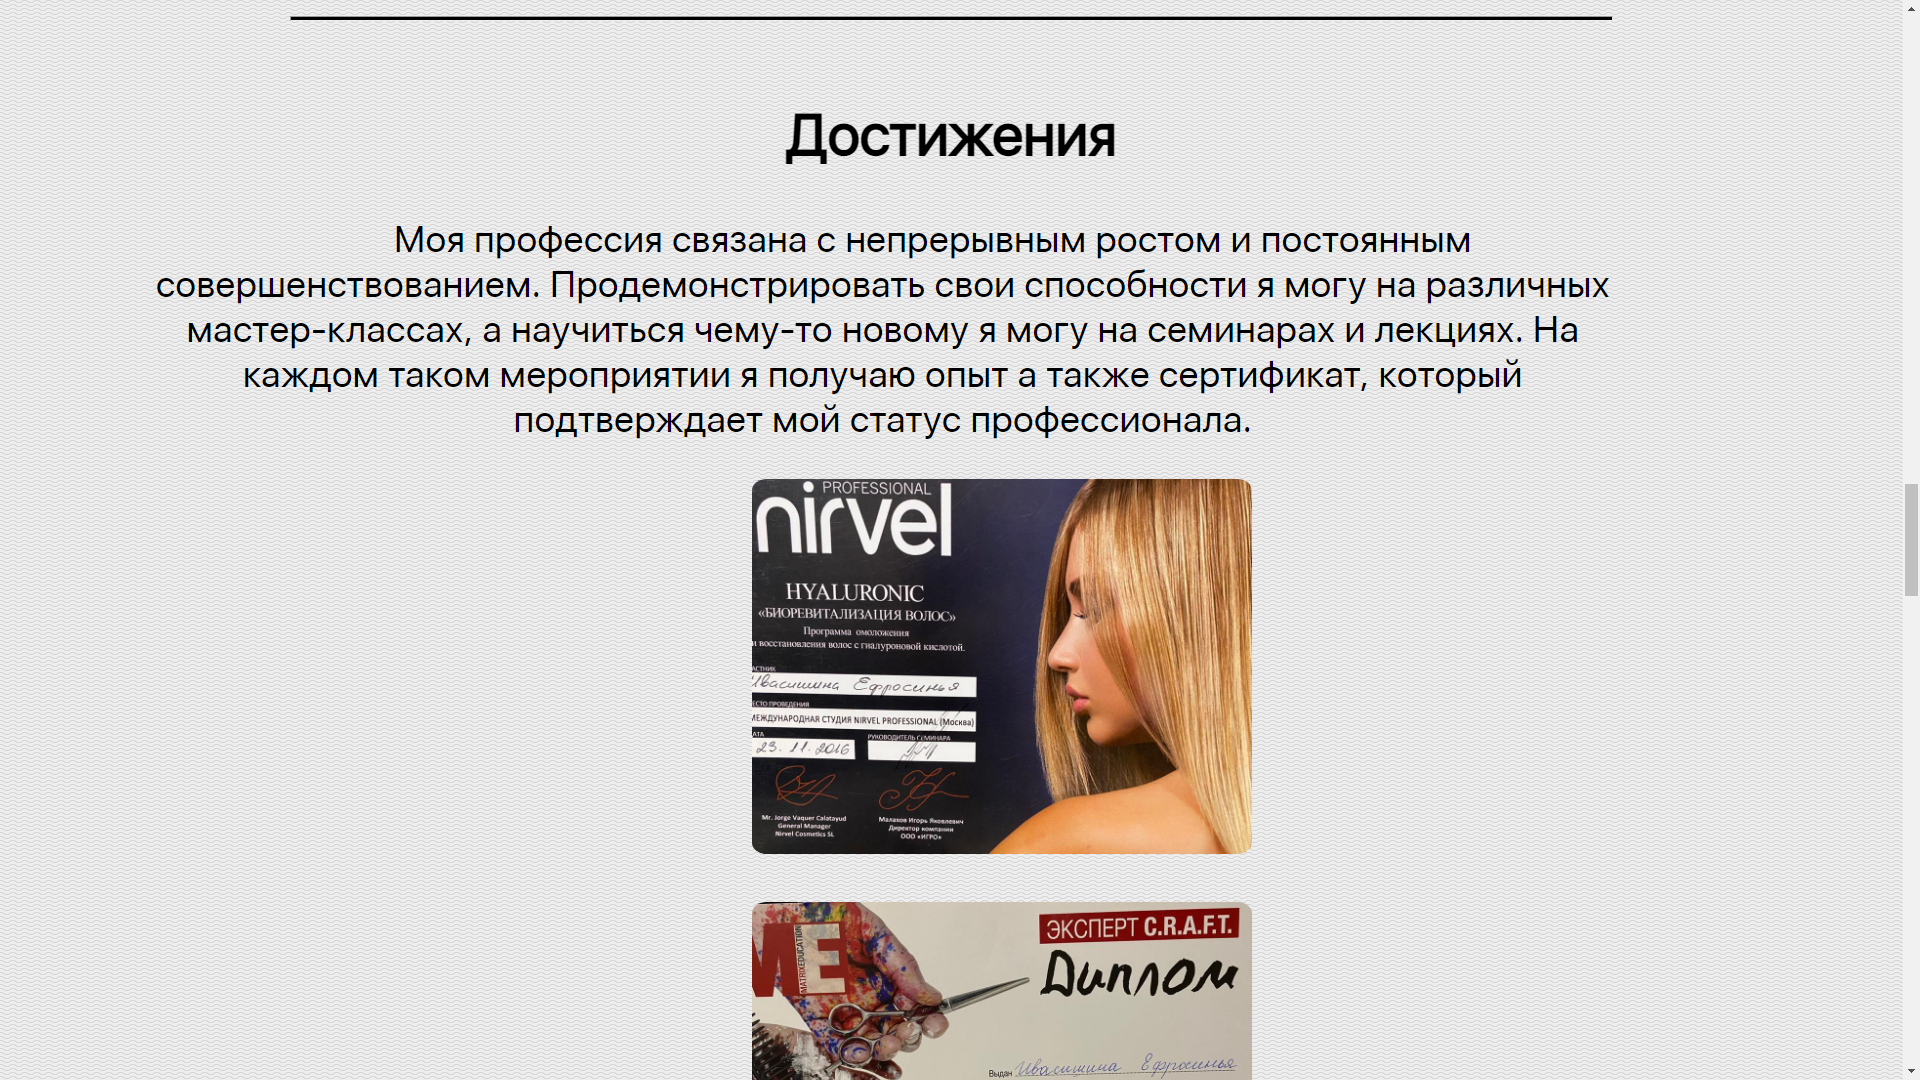 Достижения
Моя профессия связана с непрерывным ростом и постоянным
совершенствованием. Продемонстрировать свои способности я могу на различных
мастер-классах, а научиться чему-то новому я могу на семинарах и лекциях. На
каждом таком мероприятии я получаю опыт а также сертификат, который
подтверждает мой статус профессионала.
PROFESSIONAL
nirvel
HYALURONIC
«БИОРЕВИТАЛИЗАЦИЯ ВОЛОС»
Программа омоложения
и восстановления волос с гиалуроновой кислотой.
АСТНИК
Ивасишина Ефросинья
ЕСТО ПРОВЕДЕНИЯ
МЕЖДУНАРОДНАЯ СТУДИЯ NIRVEL PROFESSIONAL (Москва)
АТА
РУКОВОДИТЕЛЬ СЕМИНАРА
23.11.2016
Mr. Jorge Vaquer Calatayud
General Manager
Nirvel Cosmetics SL
Малахов Игорь Яковлевич
Директор компании
ООО «ИГРО»
ME
MATRIX EDUCATION
ЭКСПЕРТ C.R.A.F.T.
Диплом
Выдан Ивасишина Ефросинья